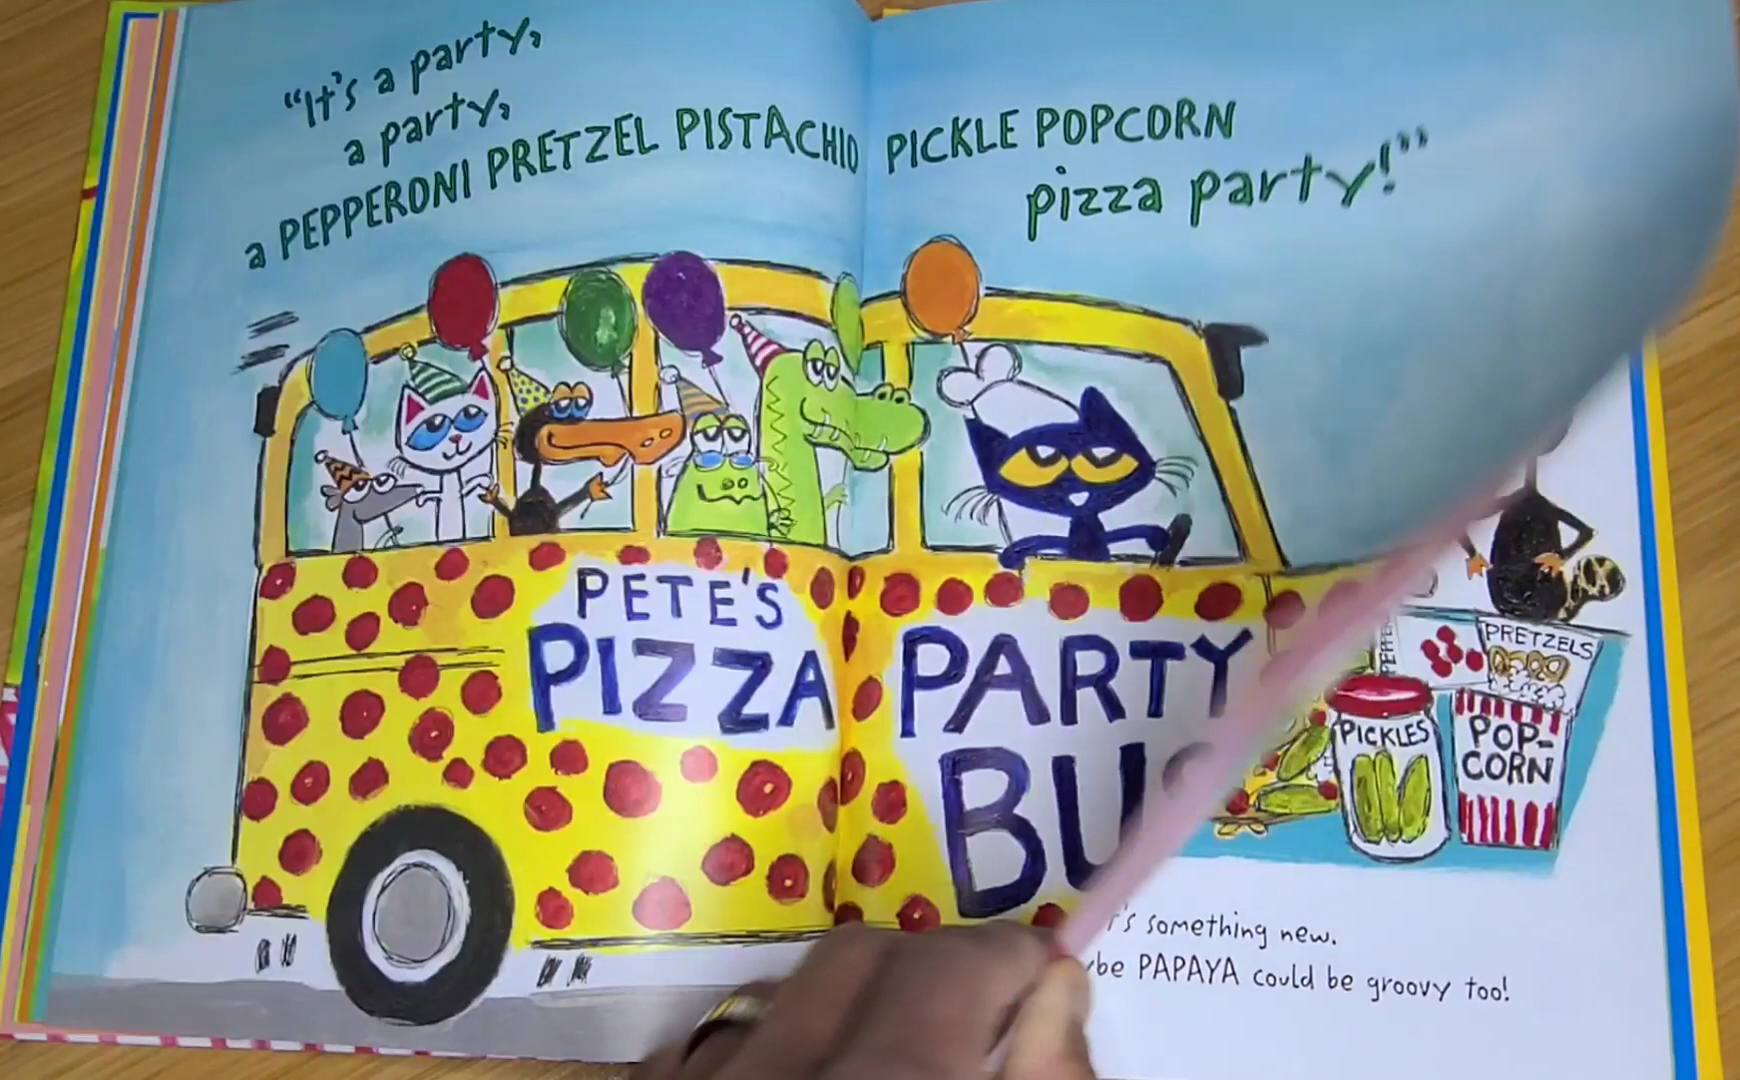 “It’s a party,
a party,
a PEPPERONI PRETZEL PISTACHIO PICKLE POPCORN
pizza party!”
PETE’S
PIZZA PARTY
PRETZELS
PICKLES
POP-
CORN
something new.
PAPAYA could be groovy too!